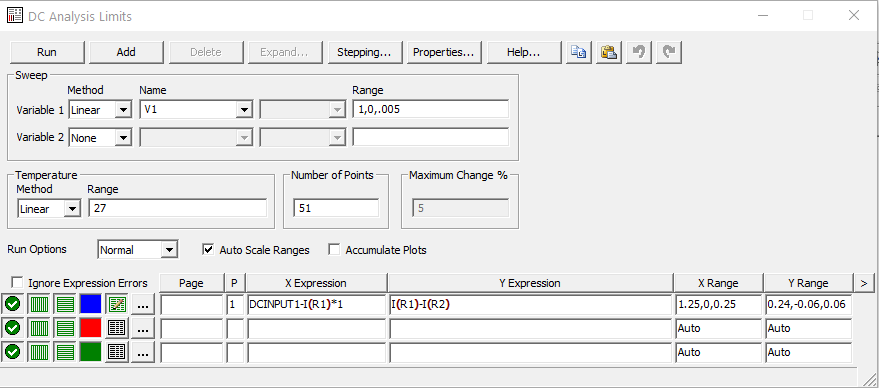 DC Analysis Limits
Run Add Delete Expand... Stepping... Properties... Help...
Sweep
Method Name Range
Variable 1 Linear V1 1,0,.005
Variable 2 None
Temperature Number of Points Maximum Change %
Method Range
Linear 27 51 5
Run Options Normal Auto Scale Ranges Accumulate Plots
Ignore Expression Errors Page P X Expression Y Expression X Range Y Range >
... 1 DCINPUT1-I(R1)*1 I(R1)-I(R2) 1.25,0,0.25 0.24,-0.06,0.06
... Auto Auto
... Auto Auto